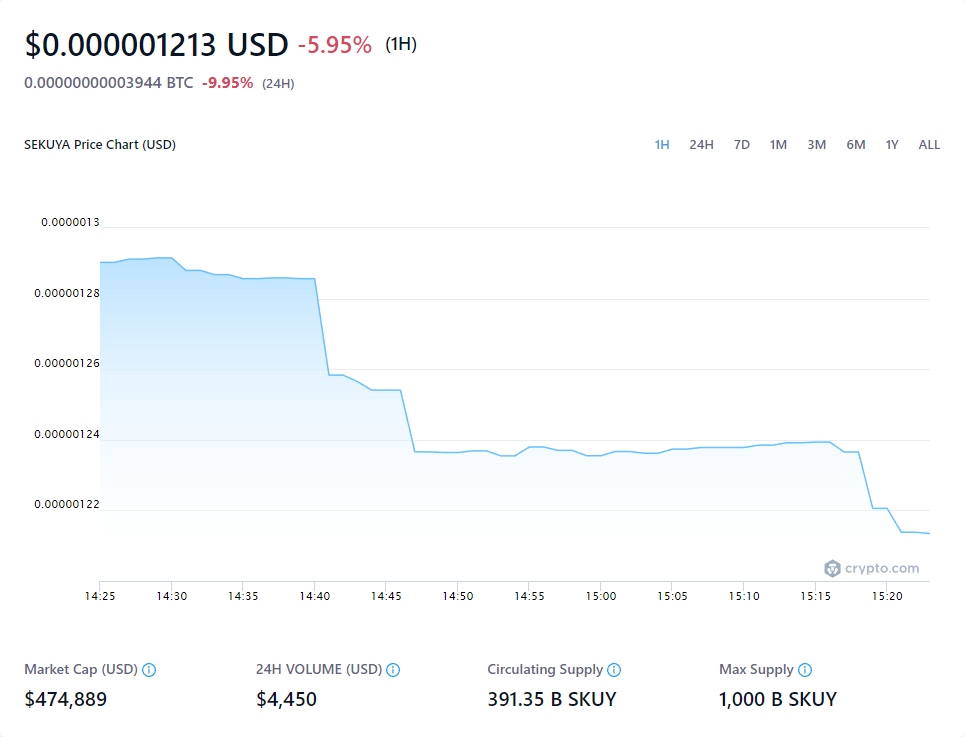 $0.000001213 USD -5.95% (1H)
0.00000000003944 BTC -9.95% (24H)
SEKUYA Price Chart (USD) 1H 24H 7D 1M 3M 6M 1Y ALL
0.0000013
0.00000128
0.00000126
0.00000124
0.00000122
crypto.com
14:25 14:30 14:35 14:40 14:45 14:50 14:55 15:00 15:05 15:10 15:15 15:20
Market Cap (USD) 24H VOLUME (USD) Circulating Supply Max Supply
$474,889 $4,450 391.35 B SKUY 1,000 B SKUY